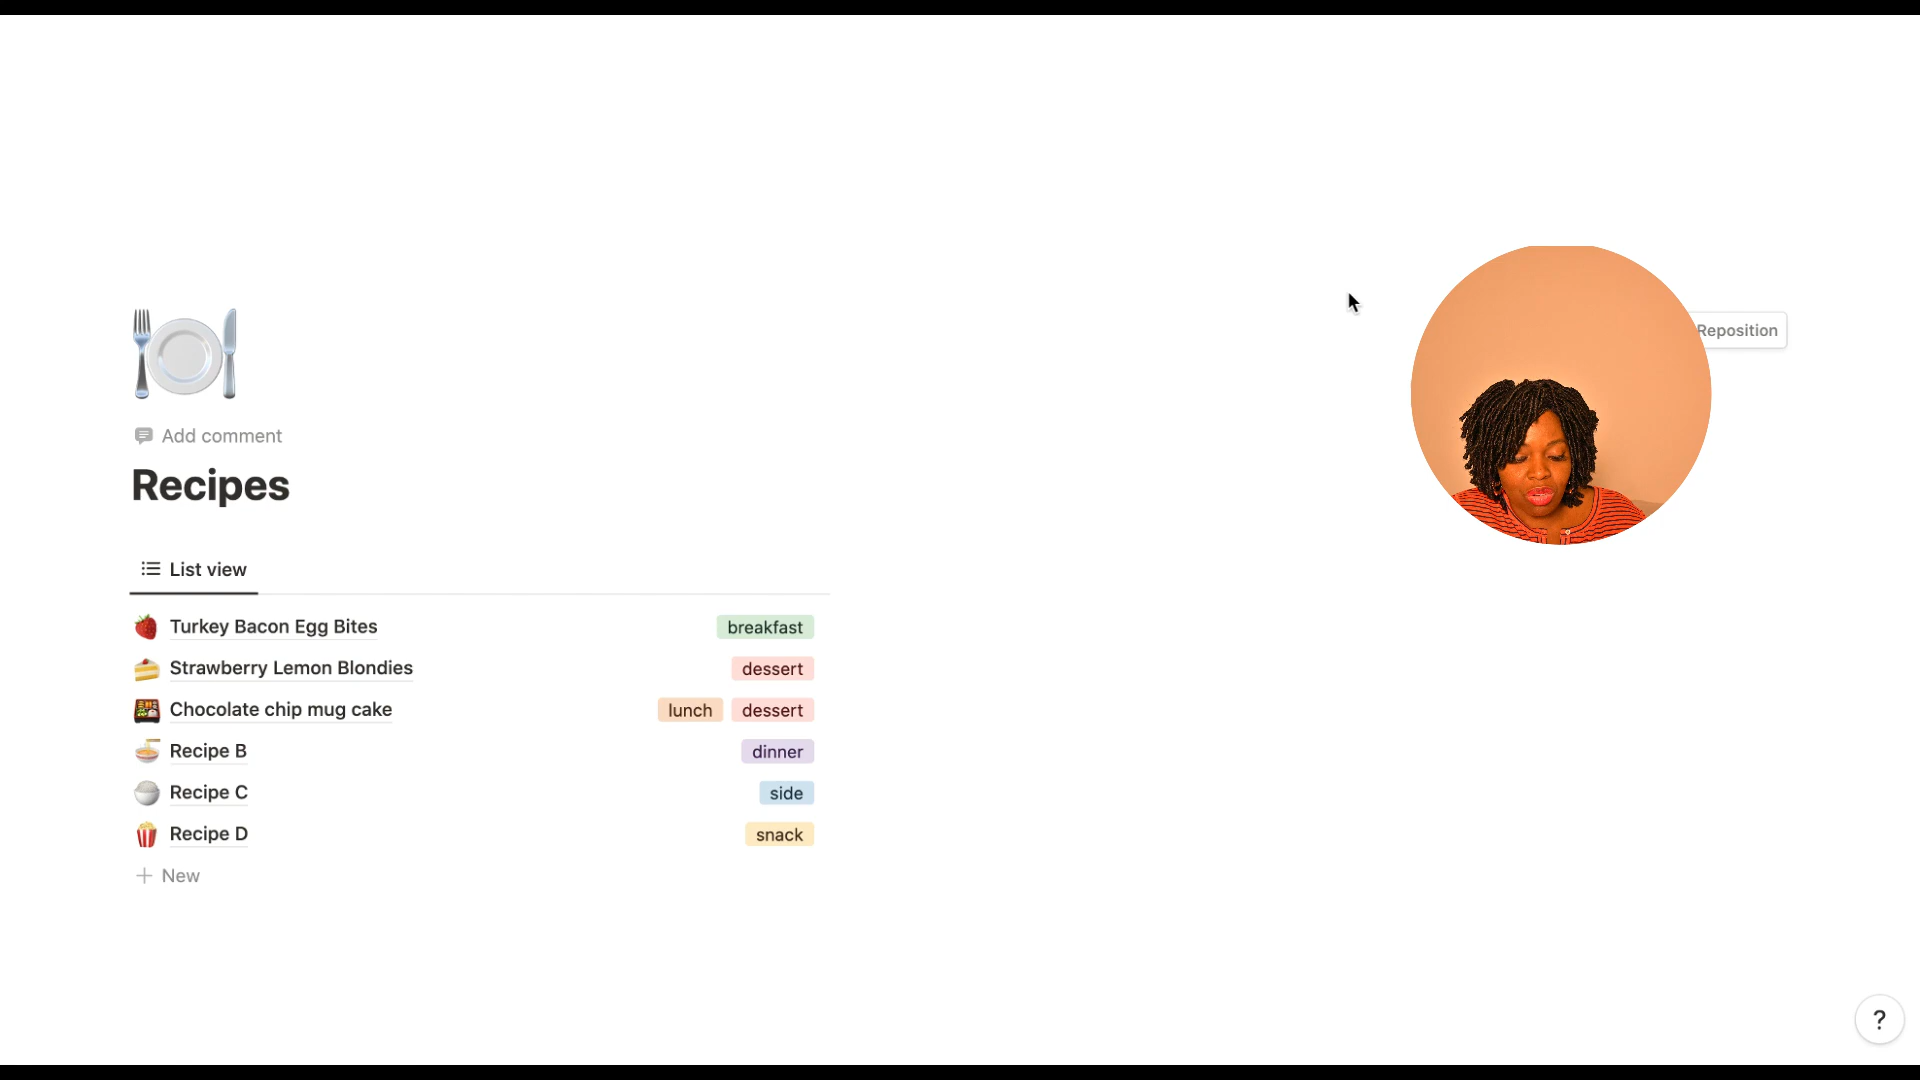 Reposition
Add comment
Recipes
List view
Turkey Bacon Egg Bites breakfast
Strawberry Lemon Blondies dessert
Chocolate chip mug cake lunch dessert
Recipe B dinner
Recipe C side
Recipe D snack
+ New
?